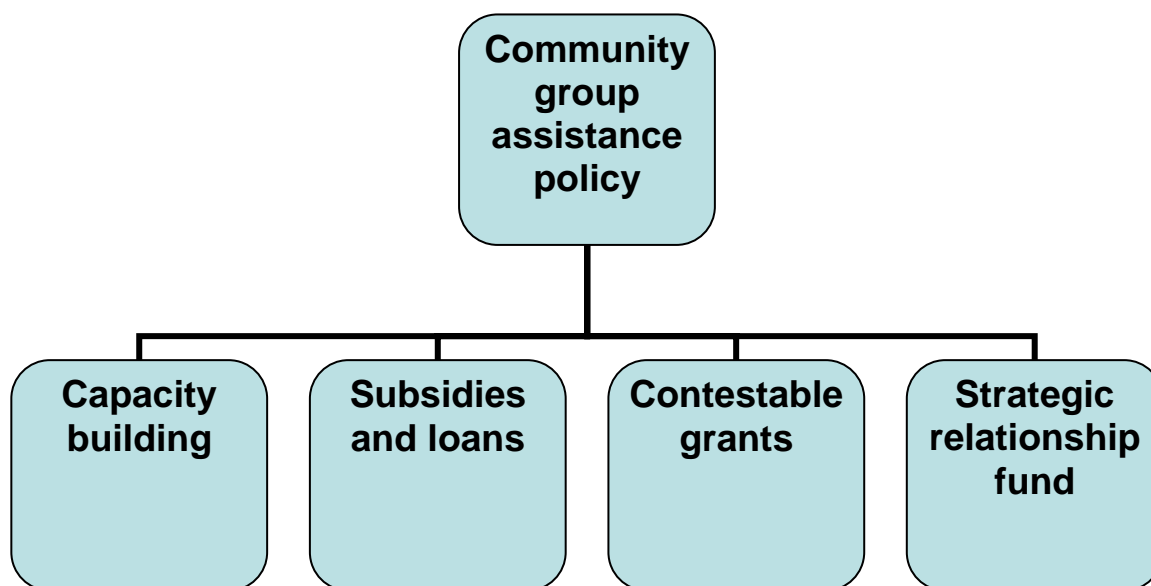 Community
group
assistance
policy
Capacity
building
Subsidies
and loans
Contestable
grants
Strategic
relationship
fund